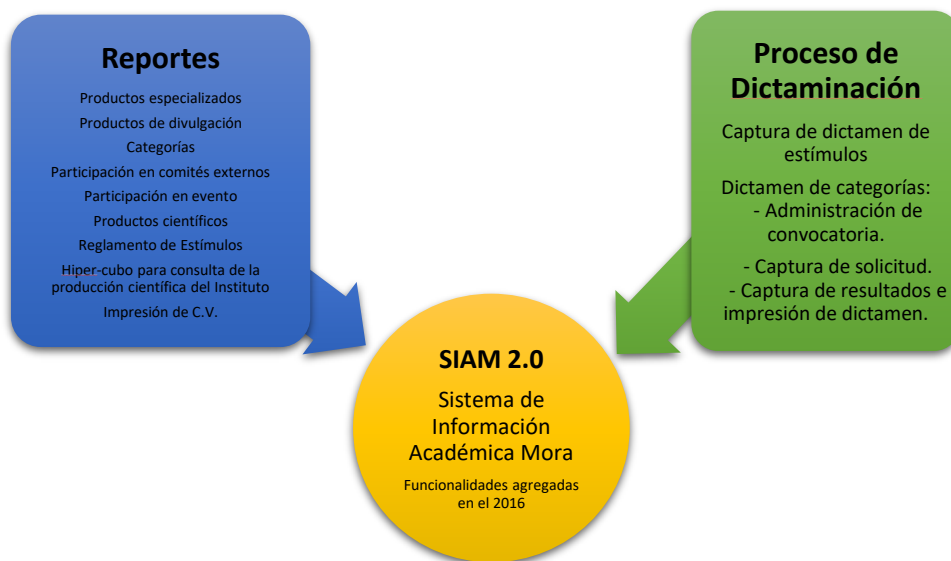 Reportes
Productos especializados
Productos de divulgación
Categorías
Participación en comités externos
Participación en evento
Productos científicos
Reglamento de Estímulos
Hiper-cubo para consulta de la
producción científica del Instituto
Impresión de C.V.
Proceso de
Dictaminación
Captura de dictamen de
estímulos
Dictamen de categorías:
- Administración de
convocatoria.
- Captura de solicitud.
- Captura de resultados e
impresión de dictamen.
SIAM 2.0
Sistema de
Información
Académica Mora
Funcionalidades agregadas
en el 2016